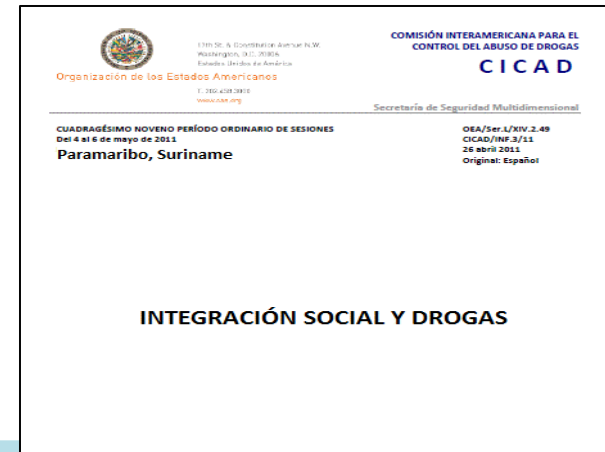 17th St. & Constitution Avenue N.W.
Washington, D.C. 20006
Estados Unidos de América
Organización de los Estados Americanos
www.oas.org
COMISIÓN INTERAMERICANA PARA EL
CONTROL DEL ABUSO DE DROGAS
C I C A D
Secretaría de Seguridad Multidimensional
CUADRAGÉSIMO NOVENO PERÍODO ORDINARIO DE SESIONES
Del 4 al 6 de mayo de 2011
Paramaribo, Suriname
OEA/Ser.L/XIV.2.49
CICAD/INF.3/11
26 abril 2011
Original: Español
INTEGRACIÓN SOCIAL Y DROGAS